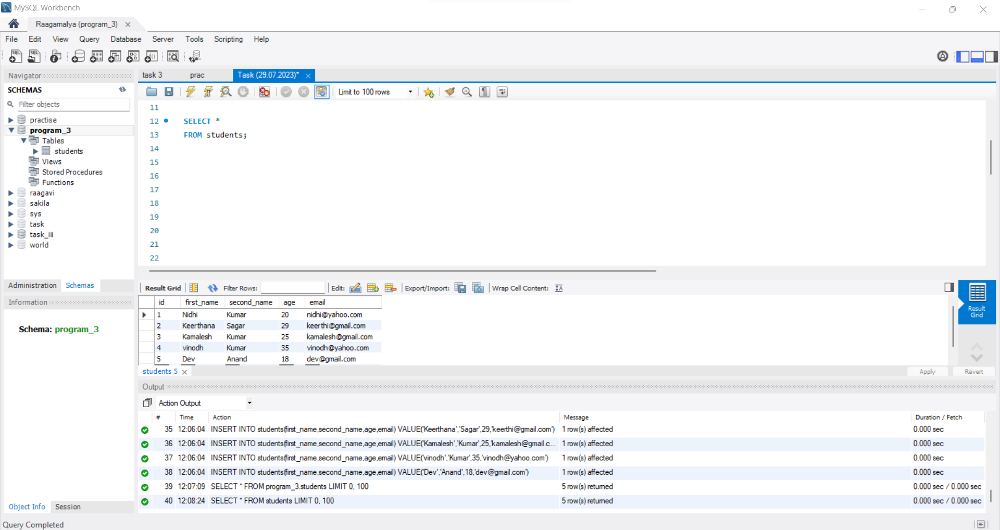 MySQL Workbench
Raagamalya (program_3)
File Edit View Query Database Server Tools Scripting Help
Navigator
task 3 prac Task (29.07.2023)*
SCHEMAS
Filter objects
practise
program_3
Tables
students
Views
Stored Procedures
Functions
raagavi
sakila
sys
task
task_iii
world
Administration Schemas
Information
Schema: program_3
Object Info Session
Limit to 100 rows
11
12 SELECT *
13 FROM students;
14
15
16
17
18
19
20
21
22
Result Grid Filter Rows: Edit: Export/Import: Wrap Cell Content:
id first_name second_name age email
1 Nidhi Kumar 20 nidhi@yahoo.com
2 Keerthana Sagar 29 keerthi@gmail.com
3 Kamalesh Kumar 25 kamalesh@gmail.com
4 vinodh Kumar 35 vinodh@yahoo.com
5 Dev Anand 18 dev@gmail.com
Result
Grid
students 5
Apply Revert
Output
Action Output
# Time Action Message Duration / Fetch
35 12:06:04 INSERT INTO students(first_name,second_name,age,email) VALUE('Keerthana','Sagar',29,'keerthi@gmail.com') 1 row(s) affected 0.000 sec
36 12:06:04 INSERT INTO students(first_name,second_name,age,email) VALUE('Kamalesh','Kumar',25,'kamalesh@gmail.c... 1 row(s) affected 0.000 sec
37 12:06:04 INSERT INTO students(first_name,second_name,age,email) VALUE('vinodh','Kumar',35,'vinodh@yahoo.com') 1 row(s) affected 0.000 sec
38 12:06:04 INSERT INTO students(first_name,second_name,age,email) VALUE('Dev','Anand',18,'dev@gmail.com') 1 row(s) affected 0.000 sec
39 12:07:09 SELECT * FROM program_3.students LIMIT 0, 100 5 row(s) returned 0.000 sec / 0.000 sec
40 12:08:24 SELECT * FROM students LIMIT 0, 100 5 row(s) returned 0.000 sec / 0.000 sec
Query Completed